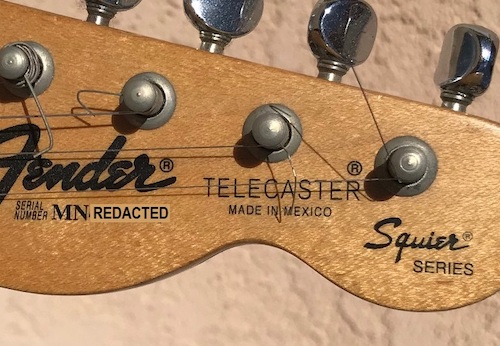 Fender®
SERIAL NUMBER MN REDACTED
TELECASTER®
MADE IN MEXICO
Squier®
SERIES